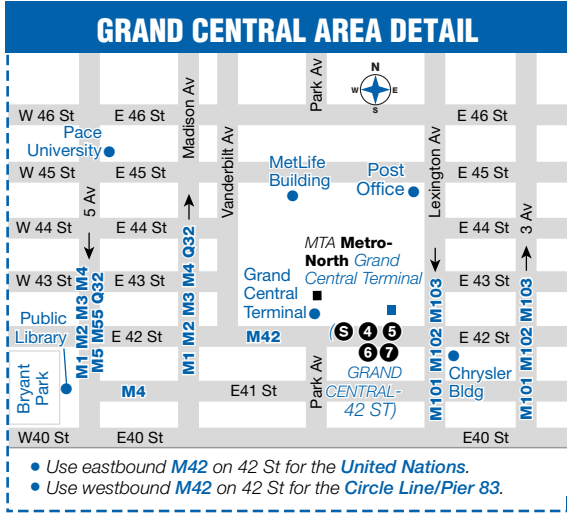 GRAND CENTRAL AREA DETAIL
Park Av
N
W E
S
Madison Av
W 46 St
E 46 St
E 46 St
Pace
University
Vanderbilt Av
Lexington Av
W 45 St
E 45 St
E 45 St
MetLife
Building
Post
Office
5 Av
3 Av
W 44 St
E 44 St
E 44 St
MTA Metro-
North Grand
Central Terminal
W 43 St
E 43 St
E 43 St
Grand
Central
Terminal
M1 M2 M3 M4
M5 M55 Q32
M1 M2 M3 M4 Q32
M101 M102 M103
M101 M102 M103
Public
Library
E 42 St
M42
(S 4 5
6 7
GRAND
CENTRAL-
42 ST)
E 42 St
Chrysler
Bldg
Bryant
Park
M4
E41 St
Park Av
W40 St
E40 St
E40 St
• Use eastbound M42 on 42 St for the United Nations.
• Use westbound M42 on 42 St for the Circle Line/Pier 83.